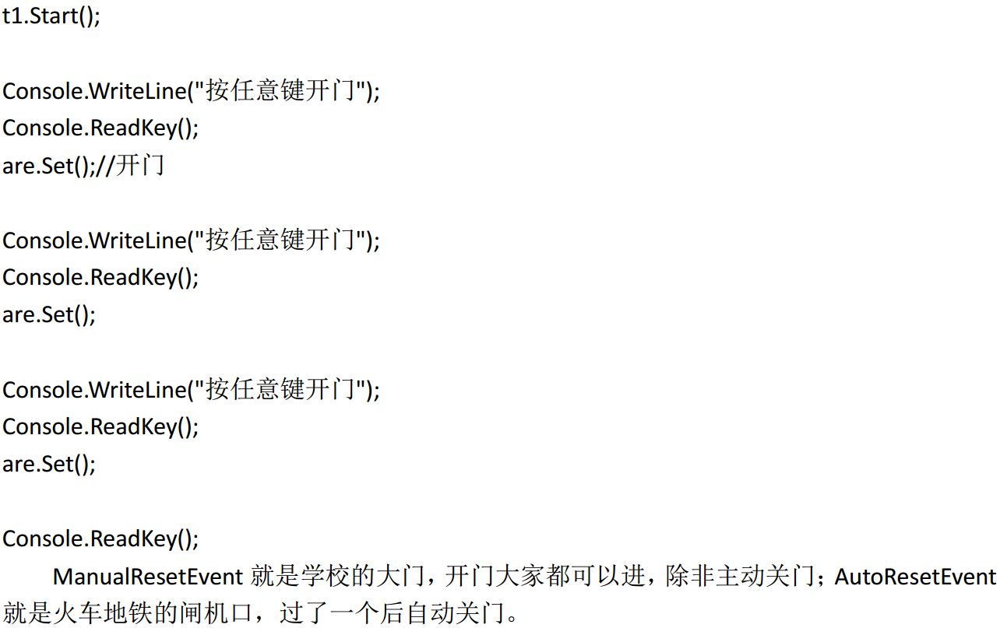 t1.Start();
Console.WriteLine("按任意键开门");
Console.ReadKey();
are.Set();//开门
Console.WriteLine("按任意键开门");
Console.ReadKey();
are.Set();
Console.WriteLine("按任意键开门");
Console.ReadKey();
are.Set();
Console.ReadKey();
ManualResetEvent 就是学校的大门，开门大家都可以进，除非主动关门；AutoResetEvent
就是火车地铁的闸机口，过了一个后自动关门。